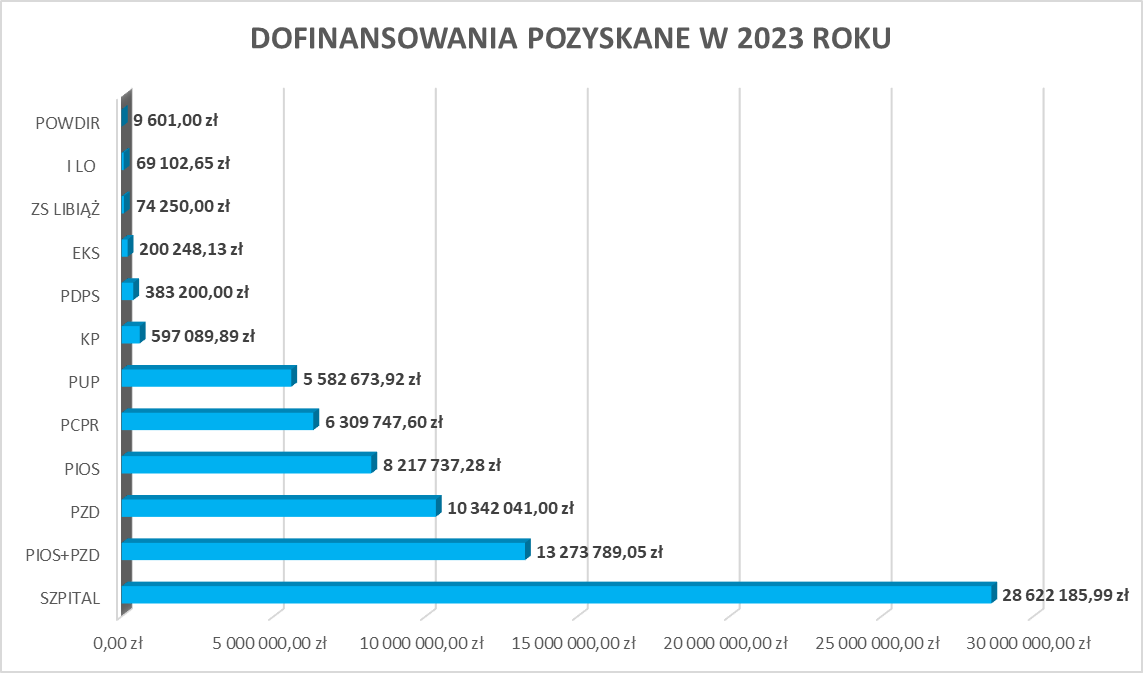 DOFINANSOWANIA POZYSKANE W 2023 ROKU
POWDIR 9 601,00 zł
I LO 69 102,65 zł
ZS LIBIĄŻ 74 250,00 zł
EKS 200 248,13 zł
PDPS 383 200,00 zł
KP 597 089,89 zł
PUP 5 582 673,92 zł
PCPR 6 309 747,60 zł
PIOS 8 217 737,28 zł
PZD 10 342 041,00 zł
PIOS+PZD 13 273 789,05 zł
SZPITAL 28 622 185,99 zł
0,00 zł 5 000 000,00 zł 10 000 000,00 zł 15 000 000,00 zł 20 000 000,00 zł 25 000 000,00 zł 30 000 000,00 zł